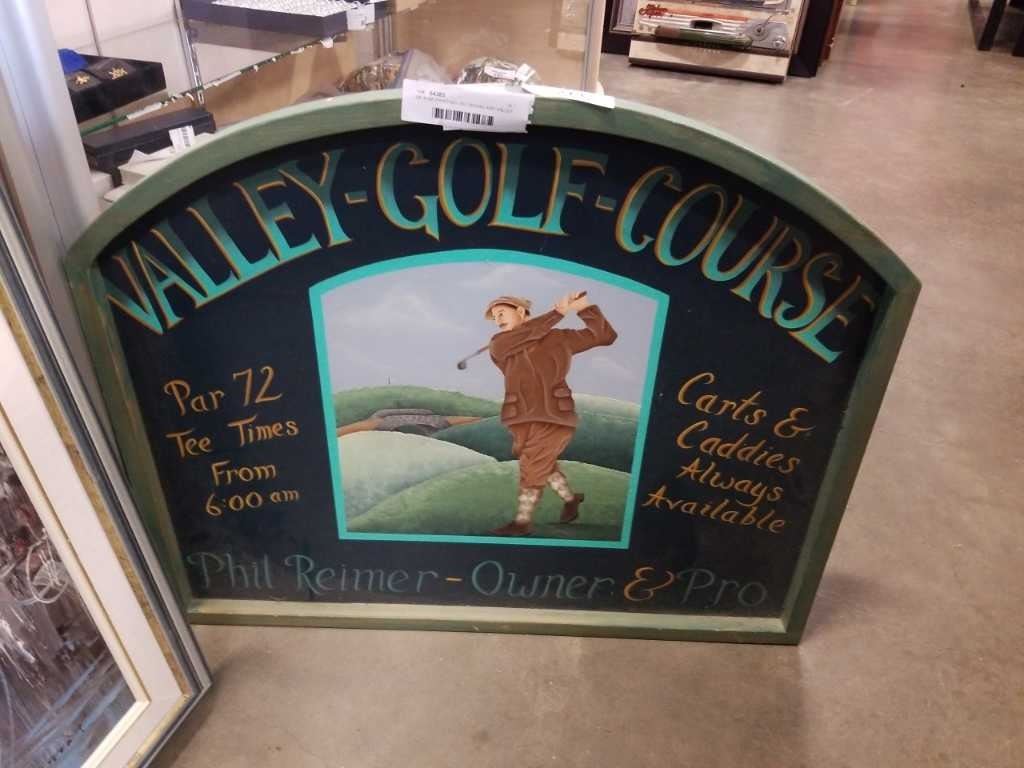 VALLEY-GOLF-COURSE
Par 72
Tee Times
From
6:00 am
Carts &
Caddies
Always
Available
Phil Reimer - Owner & Pro